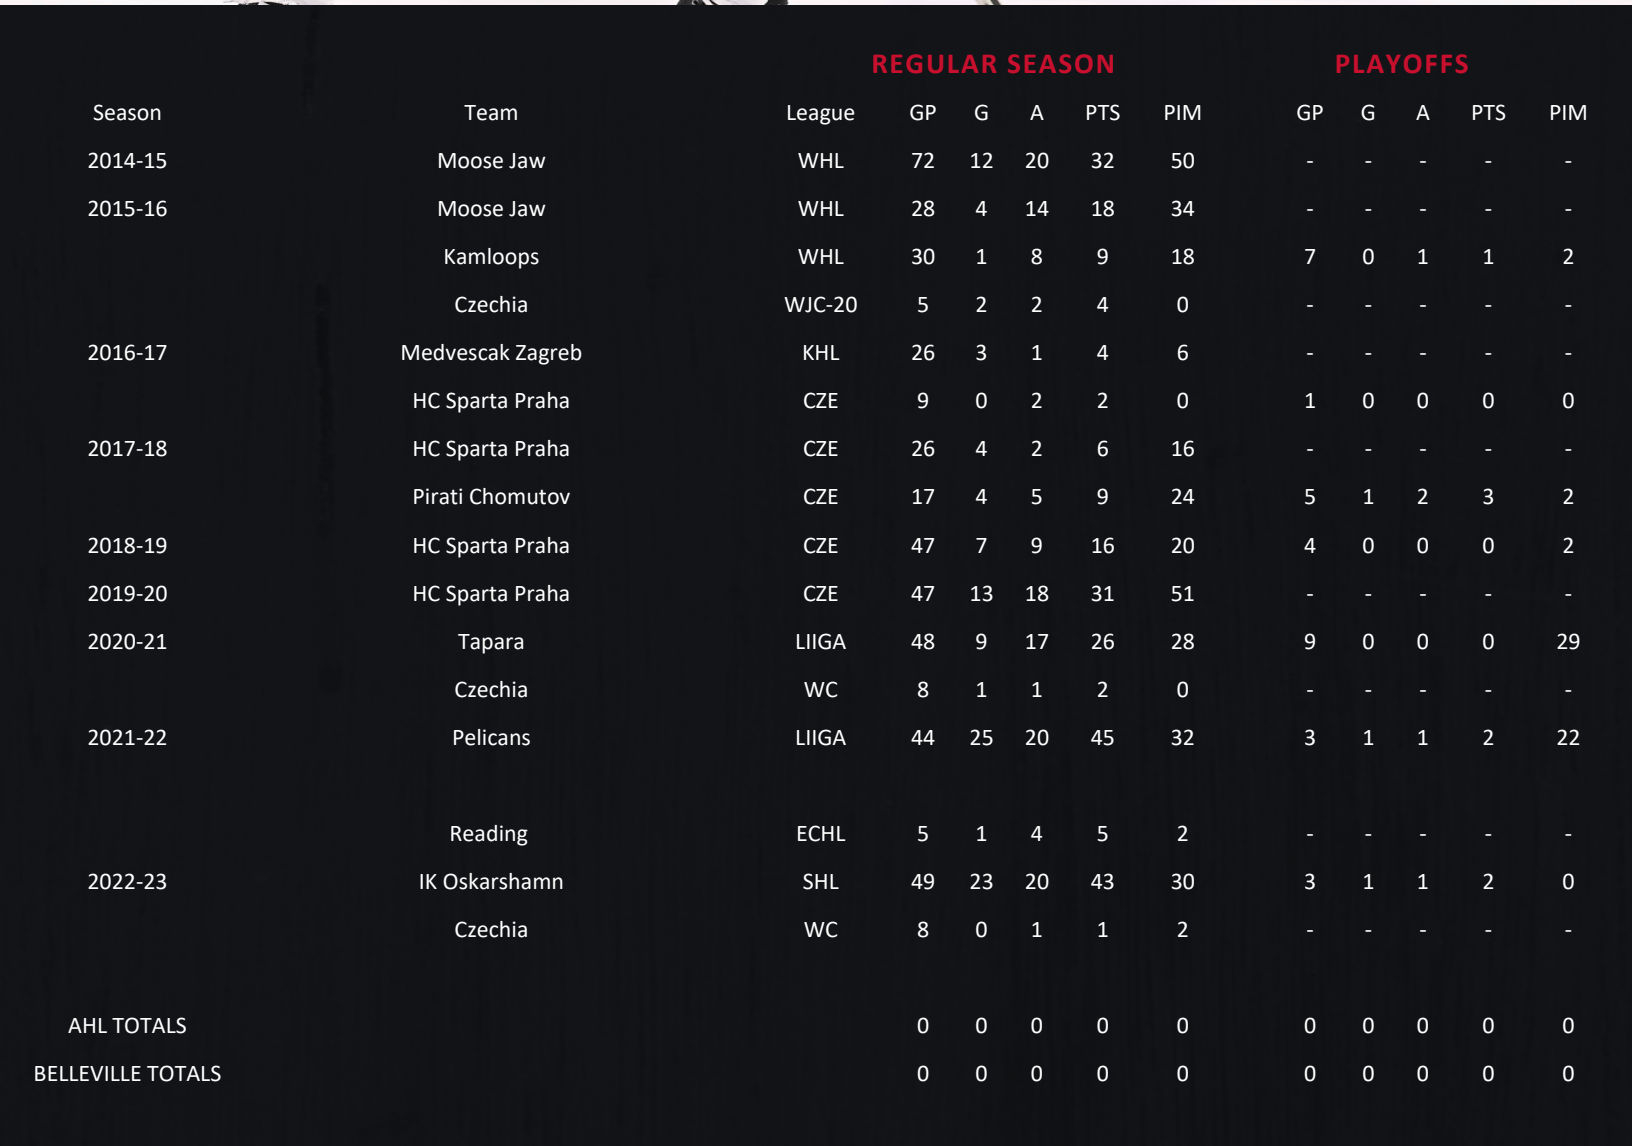 REGULAR SEASON PLAYOFFS
Season Team League GP G A PTS PIM GP G A PTS PIM
2014-15 Moose Jaw WHL 72 12 20 32 50 - - - - -
2015-16 Moose Jaw WHL 28 4 14 18 34 - - - - -
Kamloops WHL 30 1 8 9 18 7 0 1 1 2
Czechia WJC-20 5 2 2 4 0 - - - - -
2016-17 Medvescak Zagreb KHL 26 3 1 4 6 - - - - -
HC Sparta Praha CZE 9 0 2 2 0 1 0 0 0 0
2017-18 HC Sparta Praha CZE 26 4 2 6 16 - - - - -
Pirati Chomutov CZE 17 4 5 9 24 5 1 2 3 2
2018-19 HC Sparta Praha CZE 47 7 9 16 20 4 0 0 0 2
2019-20 HC Sparta Praha CZE 47 13 18 31 51 - - - - -
2020-21 Tapara LIIGA 48 9 17 26 28 9 0 0 0 29
Czechia WC 8 1 1 2 0 - - - - -
2021-22 Pelicans LIIGA 44 25 20 45 32 3 1 1 2 22
Reading ECHL 5 1 4 5 2 - - - - -
2022-23 IK Oskarshamn SHL 49 23 20 43 30 3 1 1 2 0
Czechia WC 8 0 1 1 2 - - - - -
AHL TOTALS 0 0 0 0 0 0 0 0 0 0
BELLEVILLE TOTALS 0 0 0 0 0 0 0 0 0 0